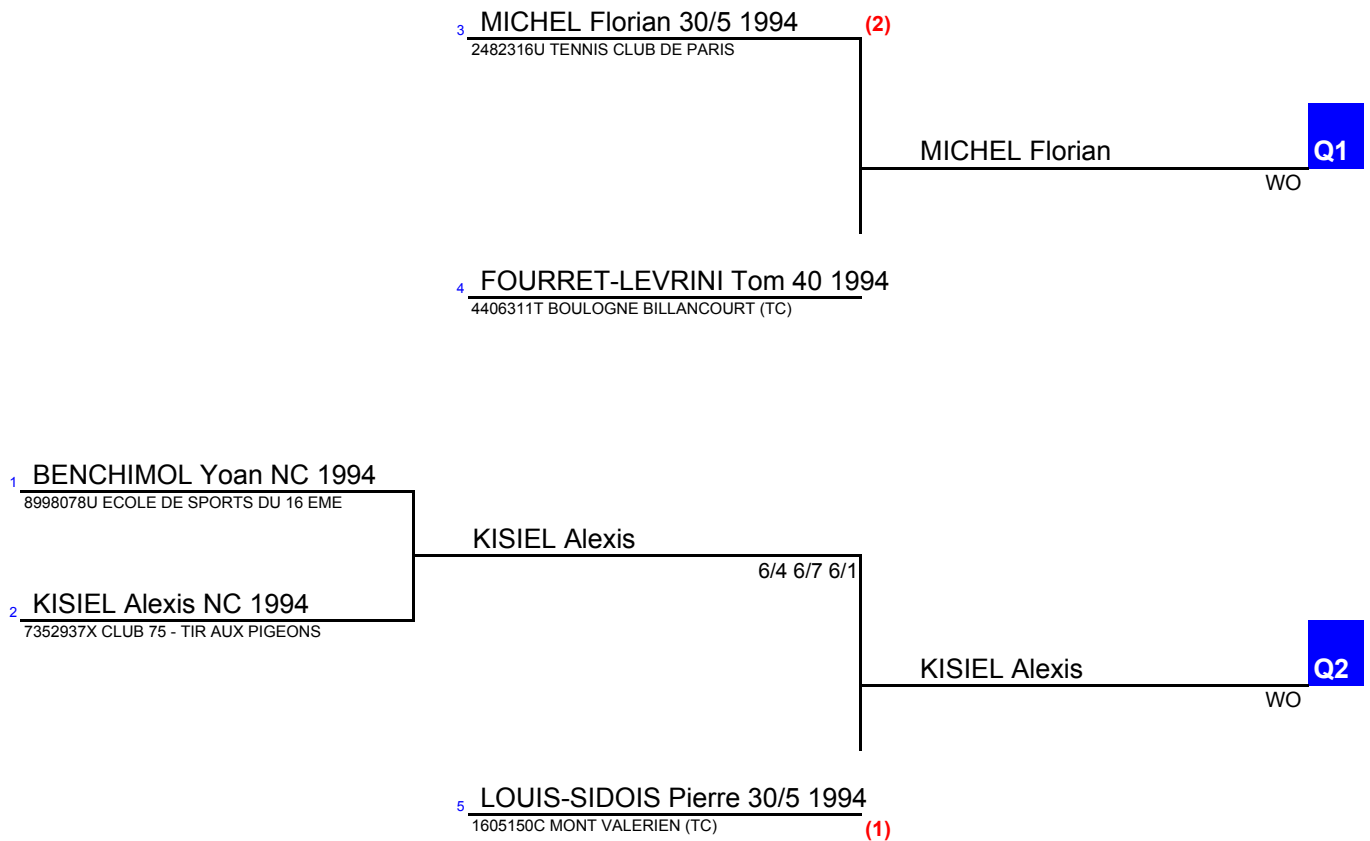 3 MICHEL Florian 30/5 1994 (2)
2482316U TENNIS CLUB DE PARIS
MICHEL Florian Q1
WO
4 FOURRET-LEVRINI Tom 40 1994
4406311T BOULOGNE BILLANCOURT (TC)
1 BENCHIMOL Yoan NC 1994
8998078U ECOLE DE SPORTS DU 16 EME
KISIEL Alexis
6/4 6/7 6/1
2 KISIEL Alexis NC 1994
7352937X CLUB 75 - TIR AUX PIGEONS
KISIEL Alexis Q2
WO
5 LOUIS-SIDOIS Pierre 30/5 1994
1605150C MONT VALERIEN (TC) (1)